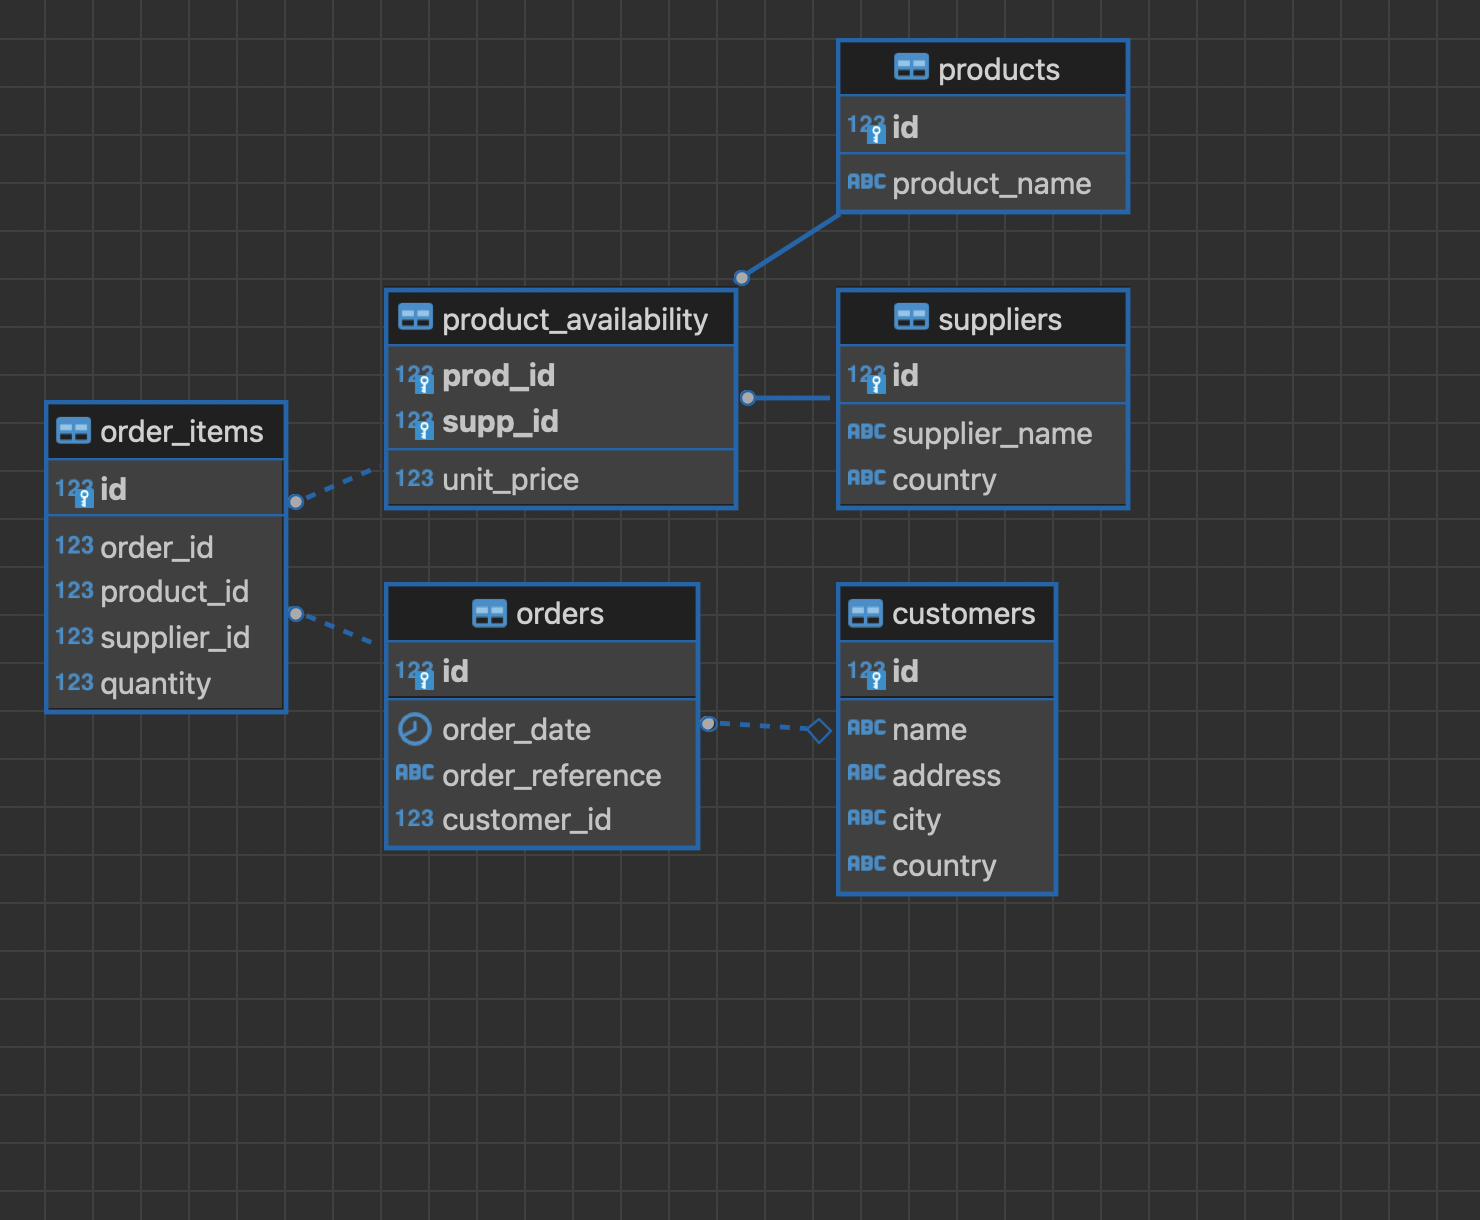 products
123 id
ABC product_name
product_availability
123 prod_id
123 supp_id
123 unit_price
suppliers
123 id
ABC supplier_name
ABC country
order_items
123 id
123 order_id
123 product_id
123 supplier_id
123 quantity
orders
123 id
order_date
ABC order_reference
123 customer_id
customers
123 id
ABC name
ABC address
ABC city
ABC country